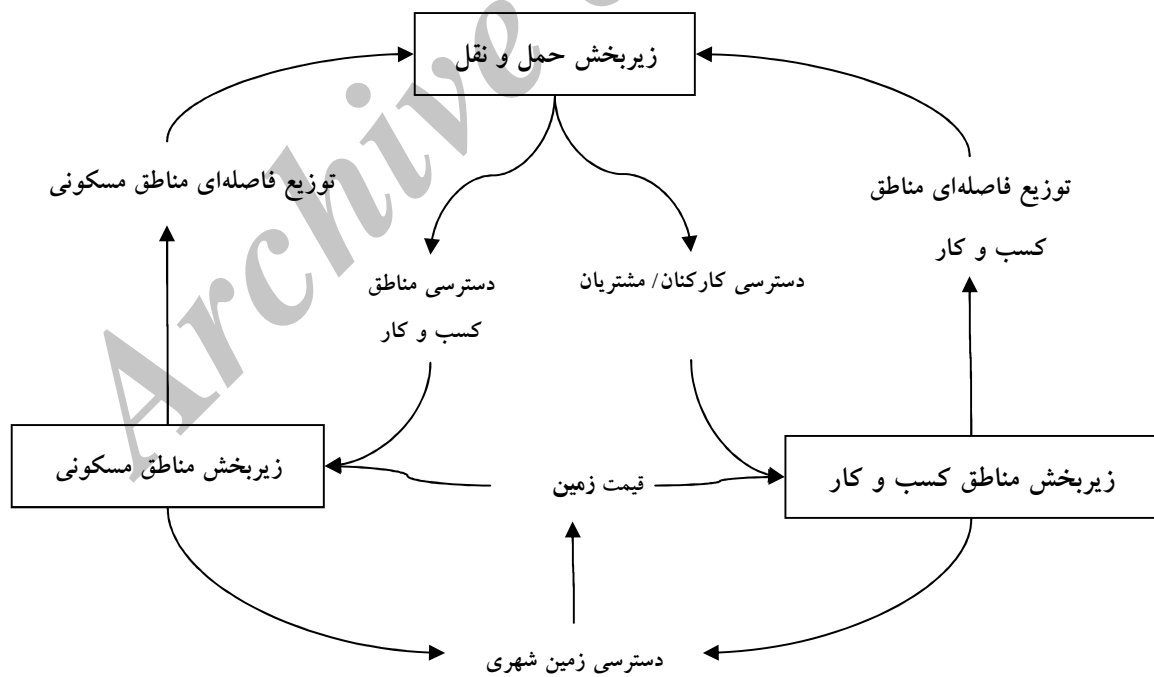 زیربخش حمل و نقل
توزیع فاصله‌ای مناطق
کسب و کار
توزیع فاصله‌ای مناطق مسکونی
دسترسی کارکنان/ مشتریان
دسترسی مناطق
کسب و کار
زیربخش مناطق کسب و کار
قیمت زمین
زیربخش مناطق مسکونی
دسترسی زمین شهری
Archive